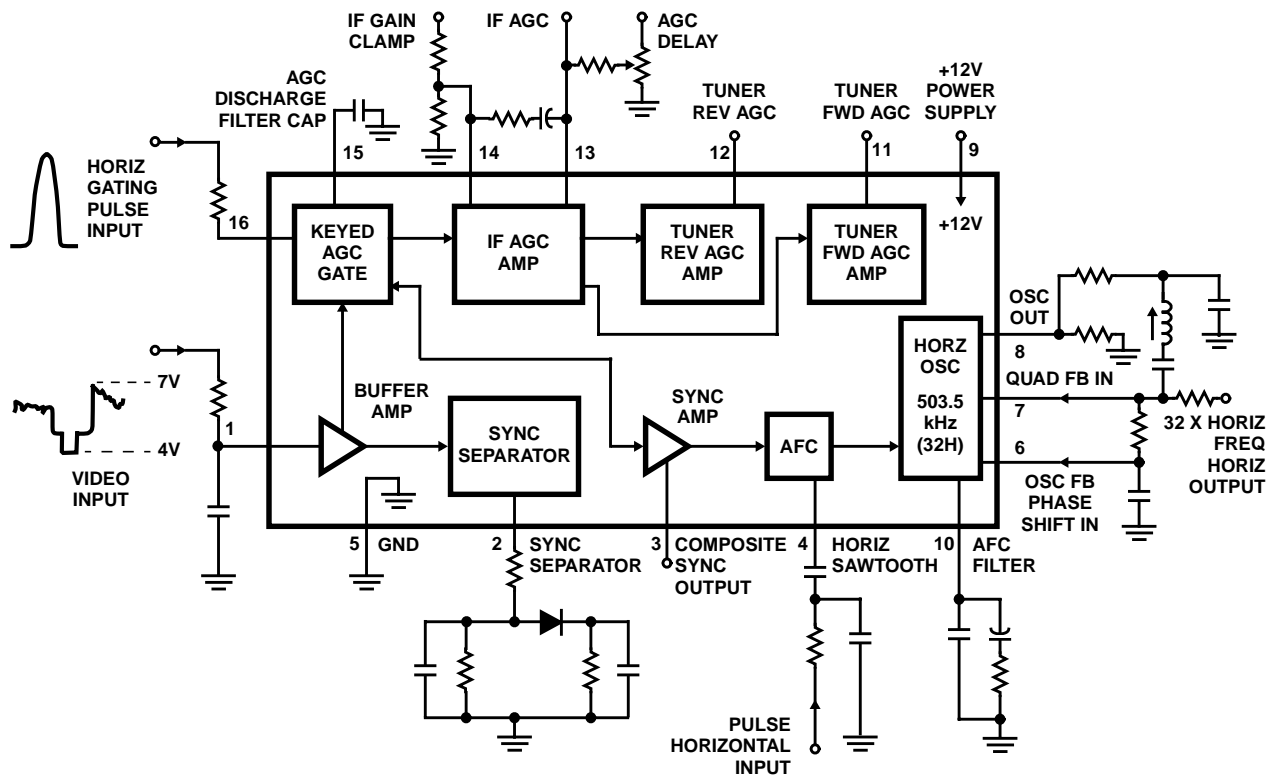 IF GAIN
CLAMP
IF AGC
AGC
DELAY
AGC
DISCHARGE
FILTER CAP
TUNER
REV AGC
TUNER
FWD AGC
+12V
POWER
SUPPLY
15
14
13
12
11
9
HORIZ
GATING
PULSE
INPUT
16
KEYED
AGC
GATE
IF AGC
AMP
TUNER
REV AGC
AMP
TUNER
FWD AGC
AMP
+12V
OSC
OUT
8
HORZ
OSC
503.5
kHz
(32H)
QUAD FB IN
7
6
OSC FB
PHASE
SHIFT IN
32 X HORIZ
FREQ
HORIZ
OUTPUT
7V
4V
VIDEO
INPUT
1
BUFFER
AMP
SYNC
SEPARATOR
SYNC
AMP
AFC
5
GND
2
SYNC
SEPARATOR
3
COMPOSITE
SYNC
OUTPUT
4
HORIZ
SAWTOOTH
10
AFC
FILTER
PULSE
HORIZONTAL
INPUT